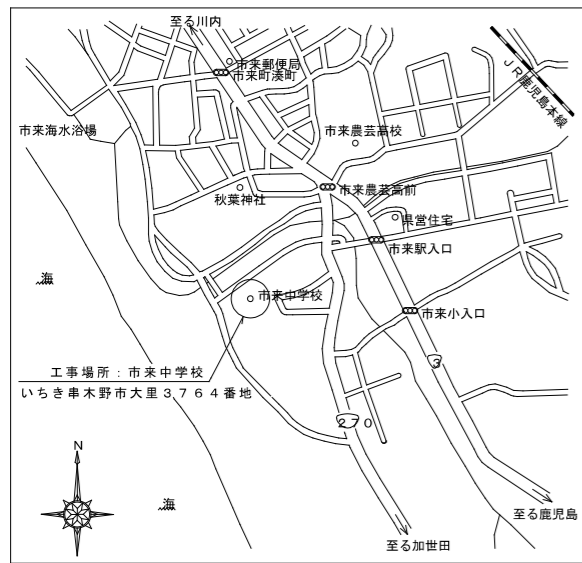 至る川内
市来郵便局
市来町湊町
JR鹿児島本線
市来海水浴場
市来農芸高校
市来農芸高前
秋葉神社
県営住宅
市来駅入口
海
市来中学校
市来小入口
工事場所：市来中学校
いちき串木野市大里３７６４番地
3
270
N
海
至る鹿児島
至る加世田